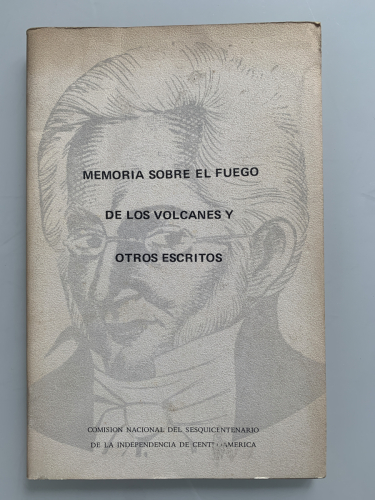 MEMORIA SOBRE EL FUEGO
DE LOS VOLCANES Y
OTROS ESCRITOS
COMISION NACIONAL DEL SESQUICENTENARIO
DE LA INDEPENDENCIA DE